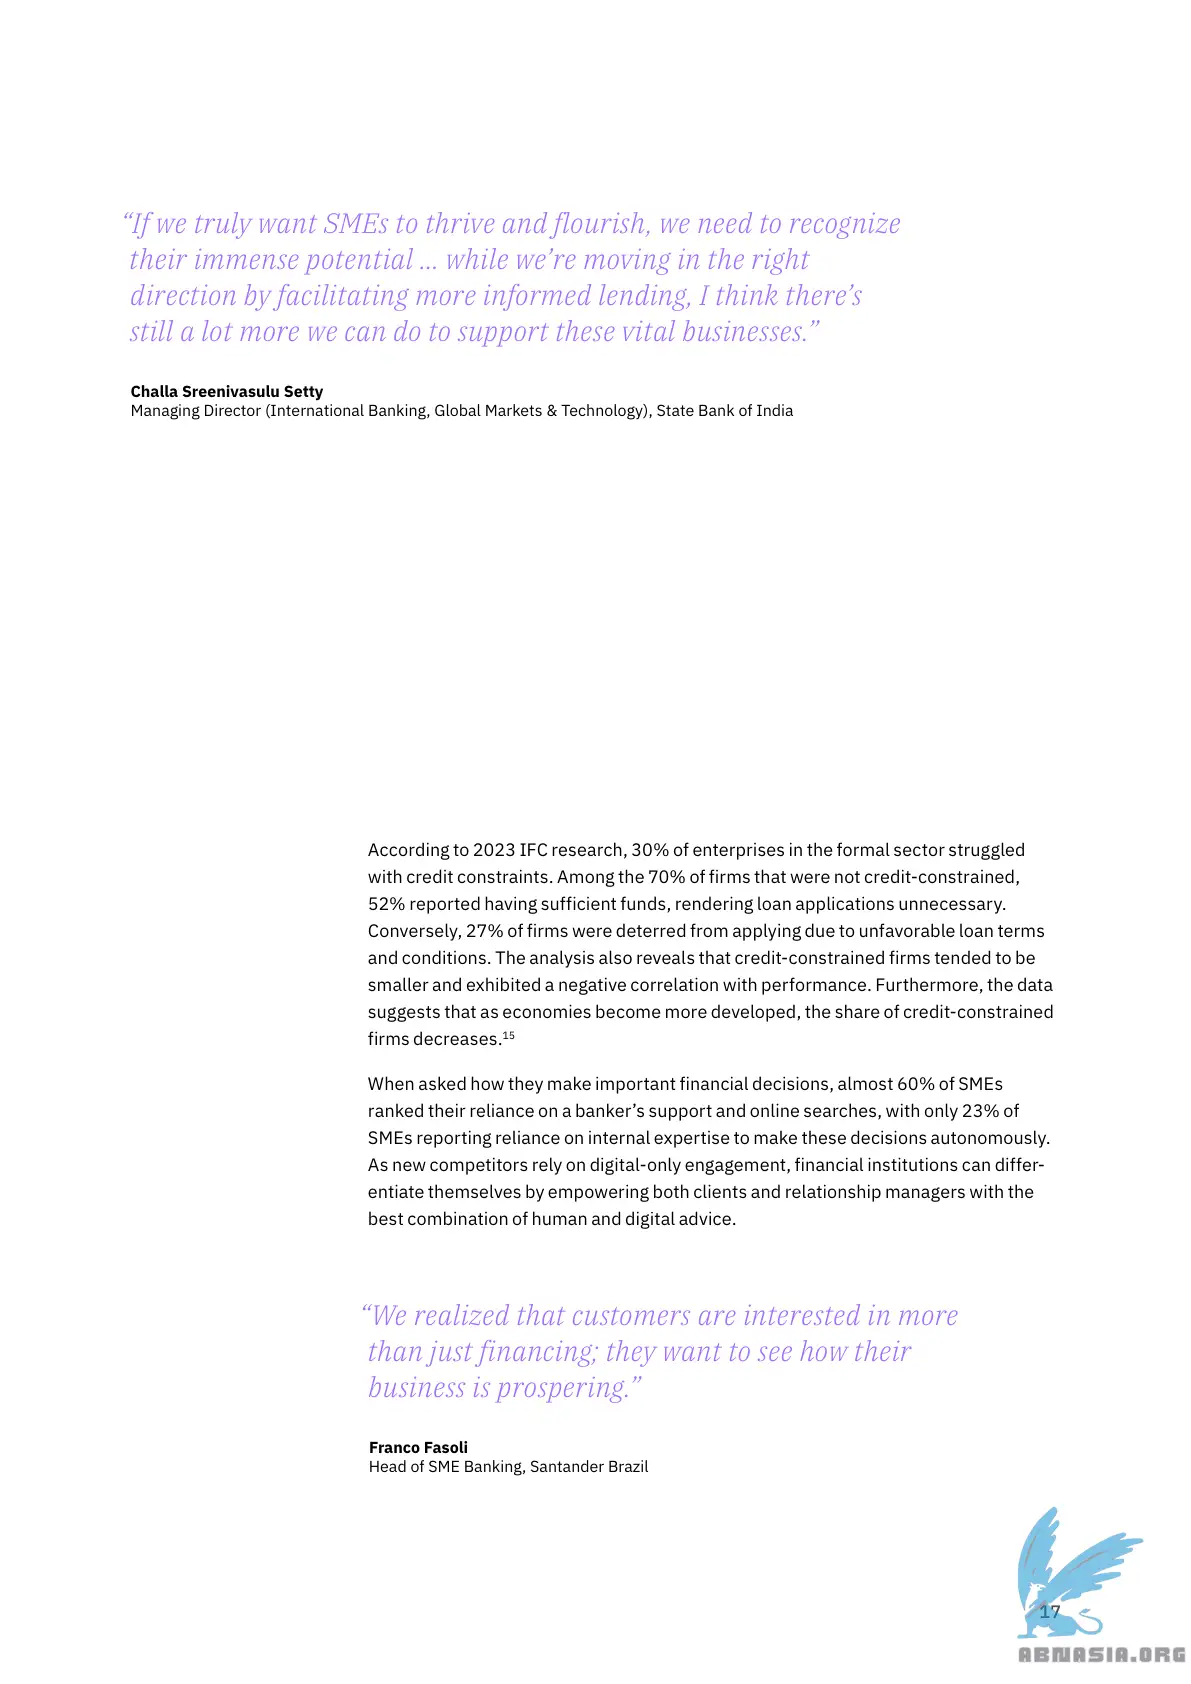 “If we truly want SMEs to thrive and flourish, we need to recognize
their immense potential ... while we’re moving in the right
direction by facilitating more informed lending, I think there’s
still a lot more we can do to support these vital businesses.”
Challa Sreenivasulu Setty
Managing Director (International Banking, Global Markets & Technology), State Bank of India
According to 2023 IFC research, 30% of enterprises in the formal sector struggled
with credit constraints. Among the 70% of firms that were not credit-constrained,
52% reported having sufficient funds, rendering loan applications unnecessary.
Conversely, 27% of firms were deterred from applying due to unfavorable loan terms
and conditions. The analysis also reveals that credit-constrained firms tended to be
smaller and exhibited a negative correlation with performance. Furthermore, the data
suggests that as economies become more developed, the share of credit-constrained
firms decreases.15
When asked how they make important financial decisions, almost 60% of SMEs
ranked their reliance on a banker’s support and online searches, with only 23% of
SMEs reporting reliance on internal expertise to make these decisions autonomously.
As new competitors rely on digital-only engagement, financial institutions can differ-
entiate themselves by empowering both clients and relationship managers with the
best combination of human and digital advice.
“We realized that customers are interested in more
than just financing; they want to see how their
business is prospering.”
Franco Fasoli
Head of SME Banking, Santander Brazil
17
ABNASIA.ORG